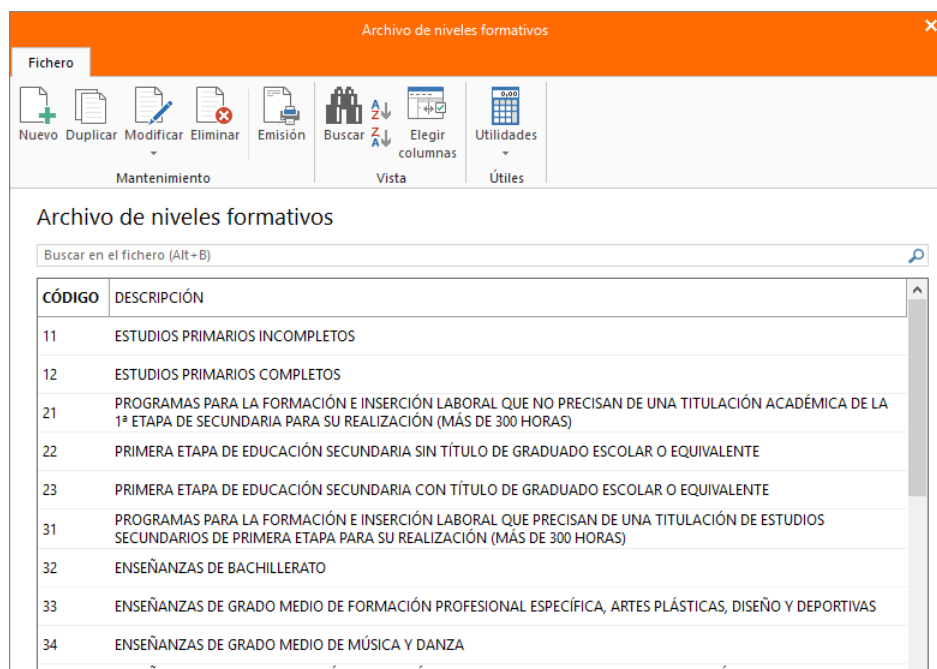 Archivo de niveles formativos
Fichero
Nuevo Duplicar Modificar Eliminar Emisión Buscar Elegir columnas Utilidades
Mantenimiento Vista Útiles
Archivo de niveles formativos
Buscar en el fichero (Alt+B)
CÓDIGO DESCRIPCIÓN
11 ESTUDIOS PRIMARIOS INCOMPLETOS
12 ESTUDIOS PRIMARIOS COMPLETOS
21 PROGRAMAS PARA LA FORMACIÓN E INSERCIÓN LABORAL QUE NO PRECISAN DE UNA TITULACIÓN ACADÉMICA DE LA
1ª ETAPA DE SECUNDARIA PARA SU REALIZACIÓN (MÁS DE 300 HORAS)
22 PRIMERA ETAPA DE EDUCACIÓN SECUNDARIA SIN TÍTULO DE GRADUADO ESCOLAR O EQUIVALENTE
23 PRIMERA ETAPA DE EDUCACIÓN SECUNDARIA CON TÍTULO DE GRADUADO ESCOLAR O EQUIVALENTE
31 PROGRAMAS PARA LA FORMACIÓN E INSERCIÓN LABORAL QUE PRECISAN DE UNA TITULACIÓN DE ESTUDIOS
SECUNDARIOS DE PRIMERA ETAPA PARA SU REALIZACIÓN (MÁS DE 300 HORAS)
32 ENSEÑANZAS DE BACHILLERATO
33 ENSEÑANZAS DE GRADO MEDIO DE FORMACIÓN PROFESIONAL ESPECÍFICA, ARTES PLÁSTICAS, DISEÑO Y DEPORTIVAS
34 ENSEÑANZAS DE GRADO MEDIO DE MÚSICA Y DANZA